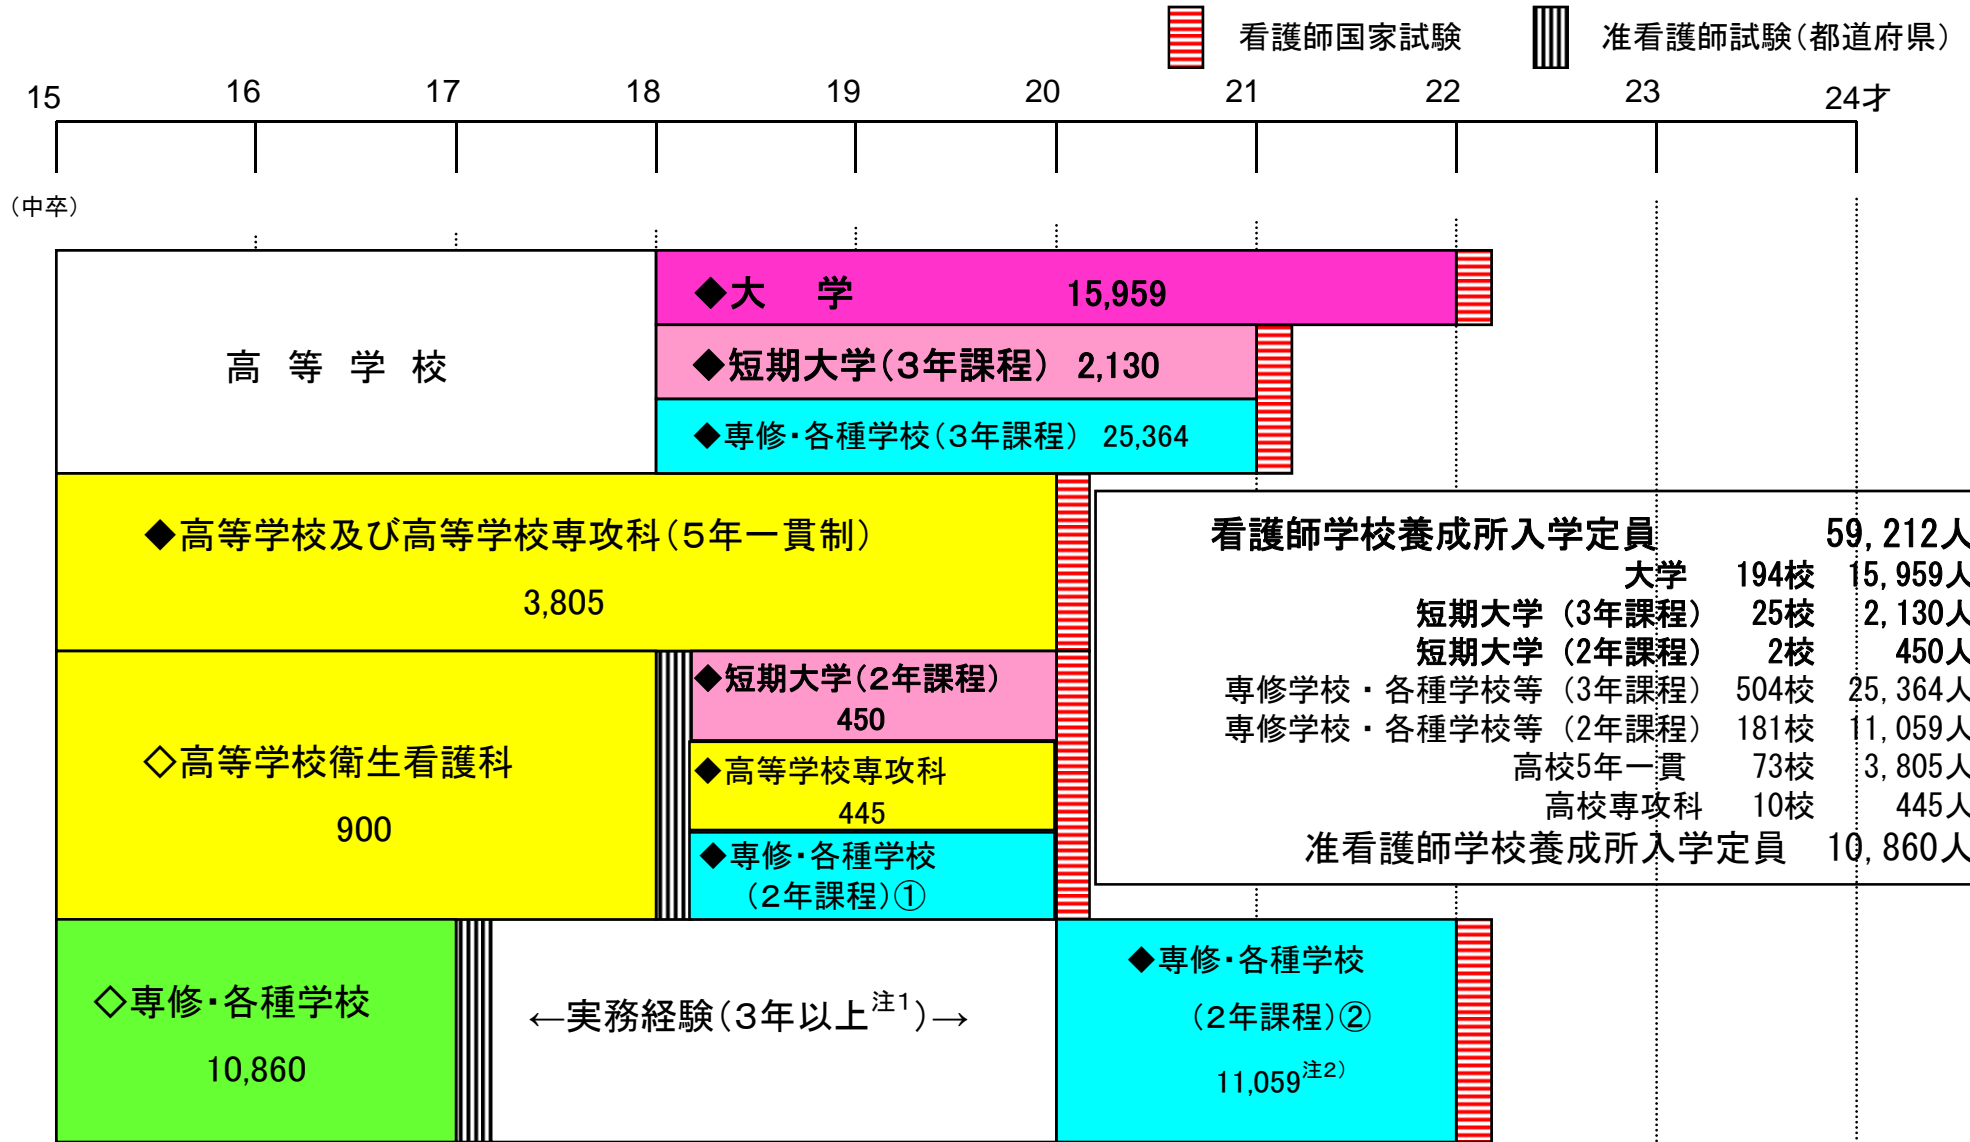 看護師国家試験 准看護師試験(都道府県)
15 16 17 18 19 20 21 22 23 24才
(中卒)
高等学校
◆大 学 15,959
◆短期大学(3年課程) 2,130
◆専修・各種学校(3年課程) 25,364
◆高等学校及び高等学校専攻科(5年一貫制)
3,805
◇高等学校衛生看護科
900
◆短期大学(2年課程)
450
◆高等学校専攻科
445
◆専修・各種学校
(2年課程)①
看護師学校養成所入学定員 59,212人
大学 194校 15,959人
短期大学 (3年課程) 25校 2,130人
短期大学 (2年課程) 2校 450人
専修学校・各種学校等 (3年課程) 504校 25,364人
専修学校・各種学校等 (2年課程) 181校 11,059人
高校5年一貫 73校 3,805人
高校専攻科 10校 445人
准看護師学校養成所入学定員 10,860人
◇専修・各種学校
10,860
←実務経験(3年以上注1)→
◆専修・各種学校
(2年課程)②
11,059注2)